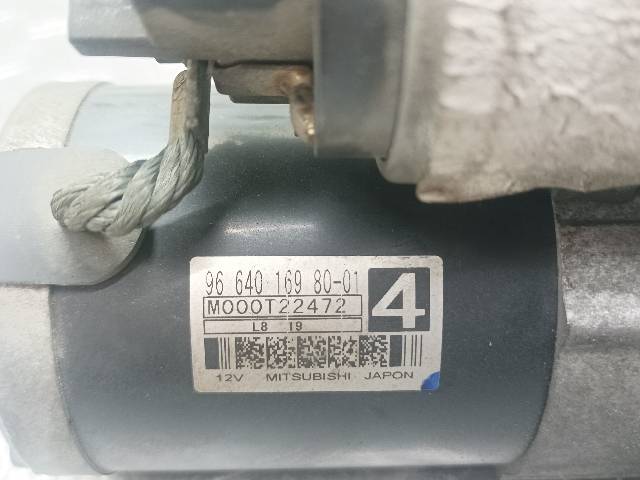 96 640 169 80-01
M000T22472
4
L8 19
12V MITSUBISHI JAPON